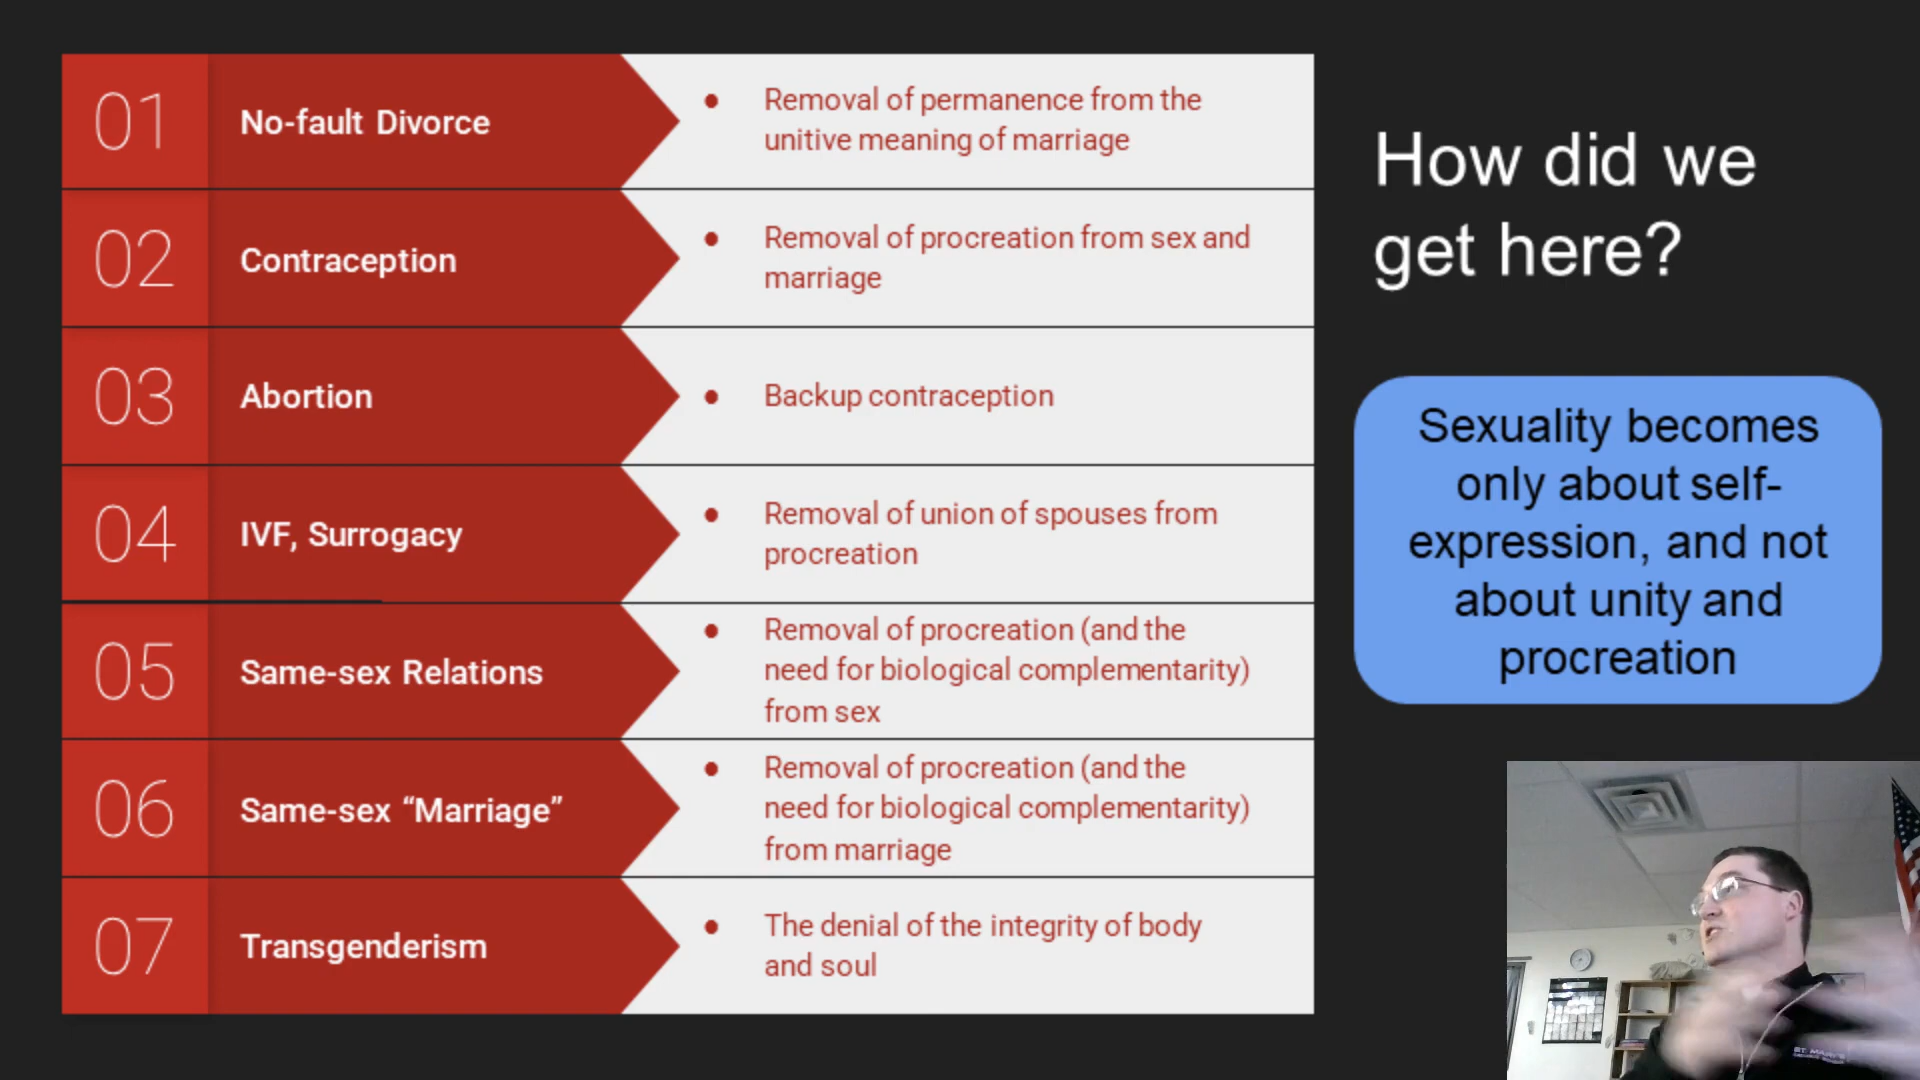 01
No-fault Divorce
Removal of permanence from the
unitive meaning of marriage
02
Contraception
Removal of procreation from sex and
marriage
03
Abortion
Backup contraception
04
IVF, Surrogacy
Removal of union of spouses from
procreation
05
Same-sex Relations
Removal of procreation (and the
need for biological complementarity)
from sex
06
Same-sex “Marriage”
Removal of procreation (and the
need for biological complementarity)
from marriage
07
Transgenderism
The denial of the integrity of body
and soul
How did we
get here?
Sexuality becomes
only about self-
expression, and not
about unity and
procreation
ST. MARY'S